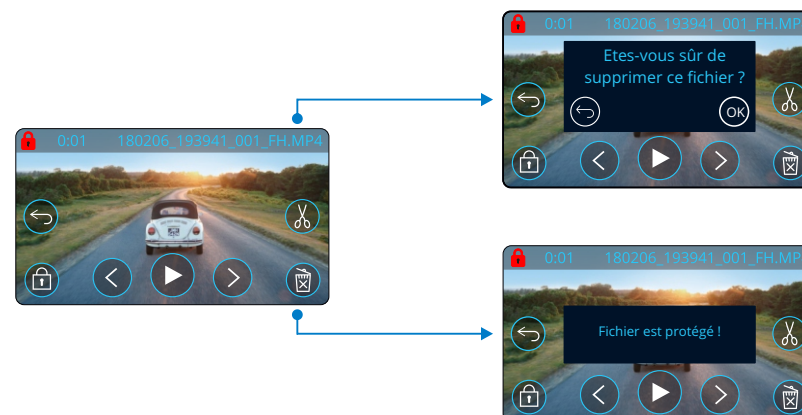 0:01 180206_193941_001_FH.MP4
0:01 180206_193941_001_FH.MP
Etes-vous sûr de
supprimer ce fichier ?
OK
0:01 180206_193941_001_FH.MP
Fichier est protégé !